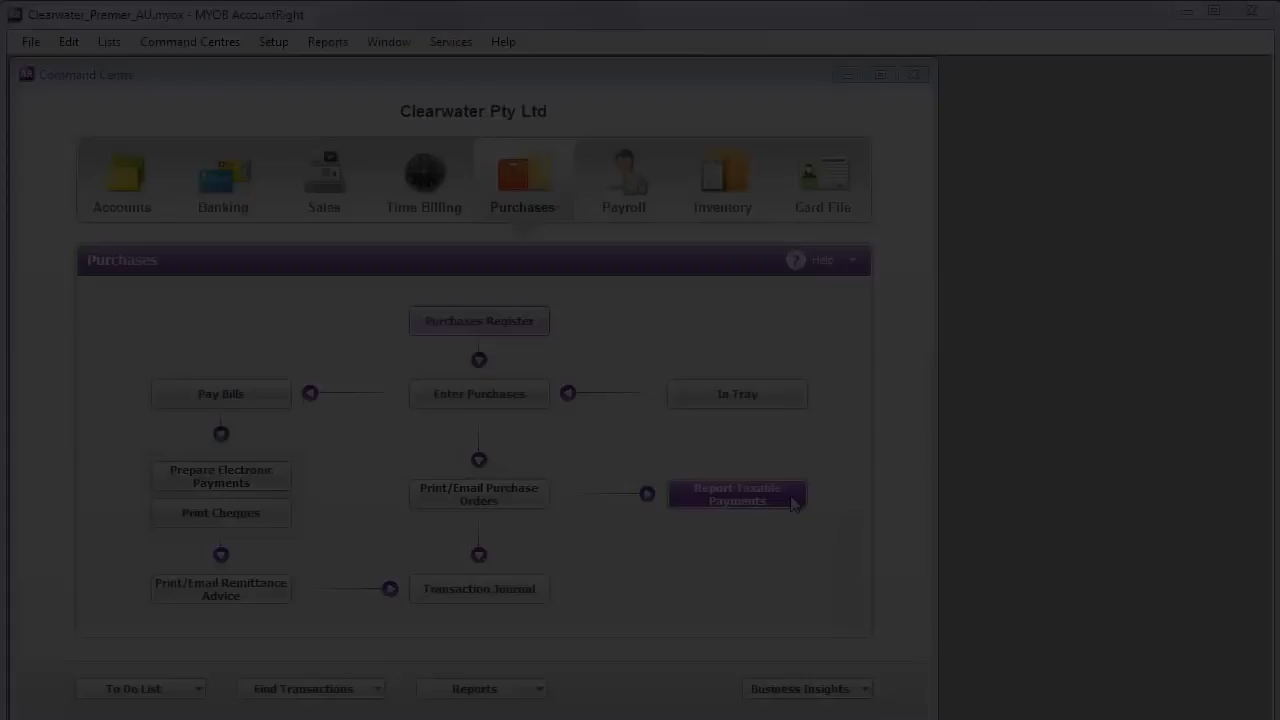 Clearwater_Premier_AU.myox - MYOB AccountRight
File Edit Lists Command Centres Setup Reports Window Services Help
AR Command Centre
Clearwater Pty Ltd
Accounts Banking Sales Time Billing Purchases Payroll Inventory Card File
Purchases ? Help
Purchases Register
Pay Bills Enter Purchases In Tray
Prepare Electronic
Payments
Print/Email Purchase
Orders
Report Taxable
Payments
Print Cheques
Print/Email Remittance
Advice
Transaction Journal
To Do List Find Transactions Reports Business Insights